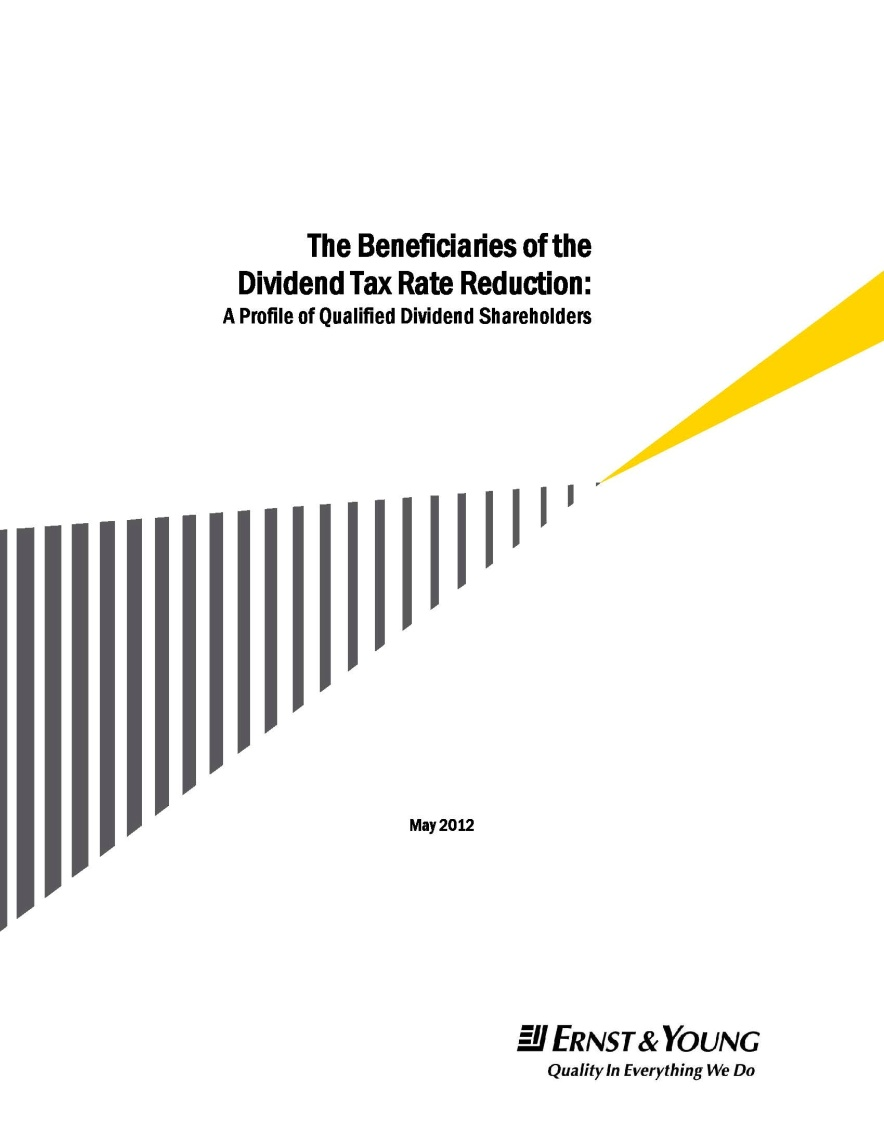 The Beneficiaries of the
Dividend Tax Rate Reduction:
A Profile of Qualified Dividend Shareholders
May 2012
ERNST & YOUNG
Quality In Everything We Do